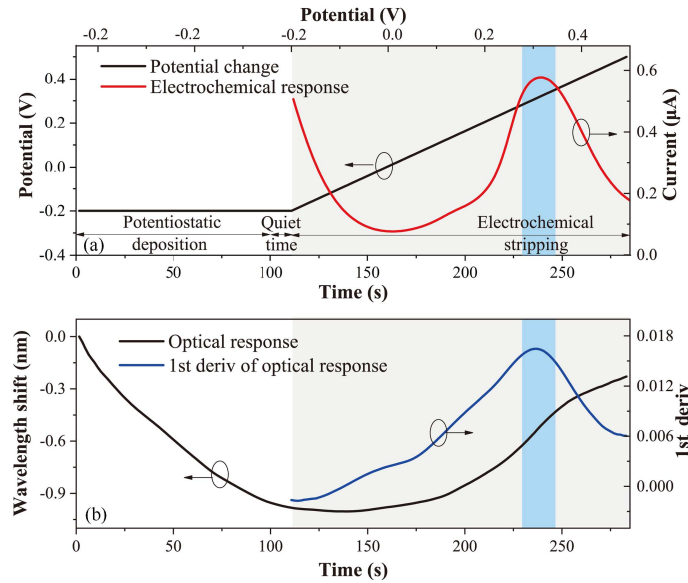 Potential (V)
-0.2 -0.2 0.0 0.2 0.4
Potential change
Electrochemical response
0.4
0.2
0.0
-0.2
-0.4
Potential (V)
0.6
0.4
0.2
0.0
Current (μA)
Potentiostatic
deposition
Quiet
time
Electrochemical
stripping
(a)
0 50 100 150 200 250
Time (s)
Optical response
1st deriv of optical response
0.0
-0.3
-0.6
-0.9
Wavelength shift (nm)
0.018
0.012
0.006
0.000
1st_deriv
(b)
0 50 100 150 200 250
Time (s)